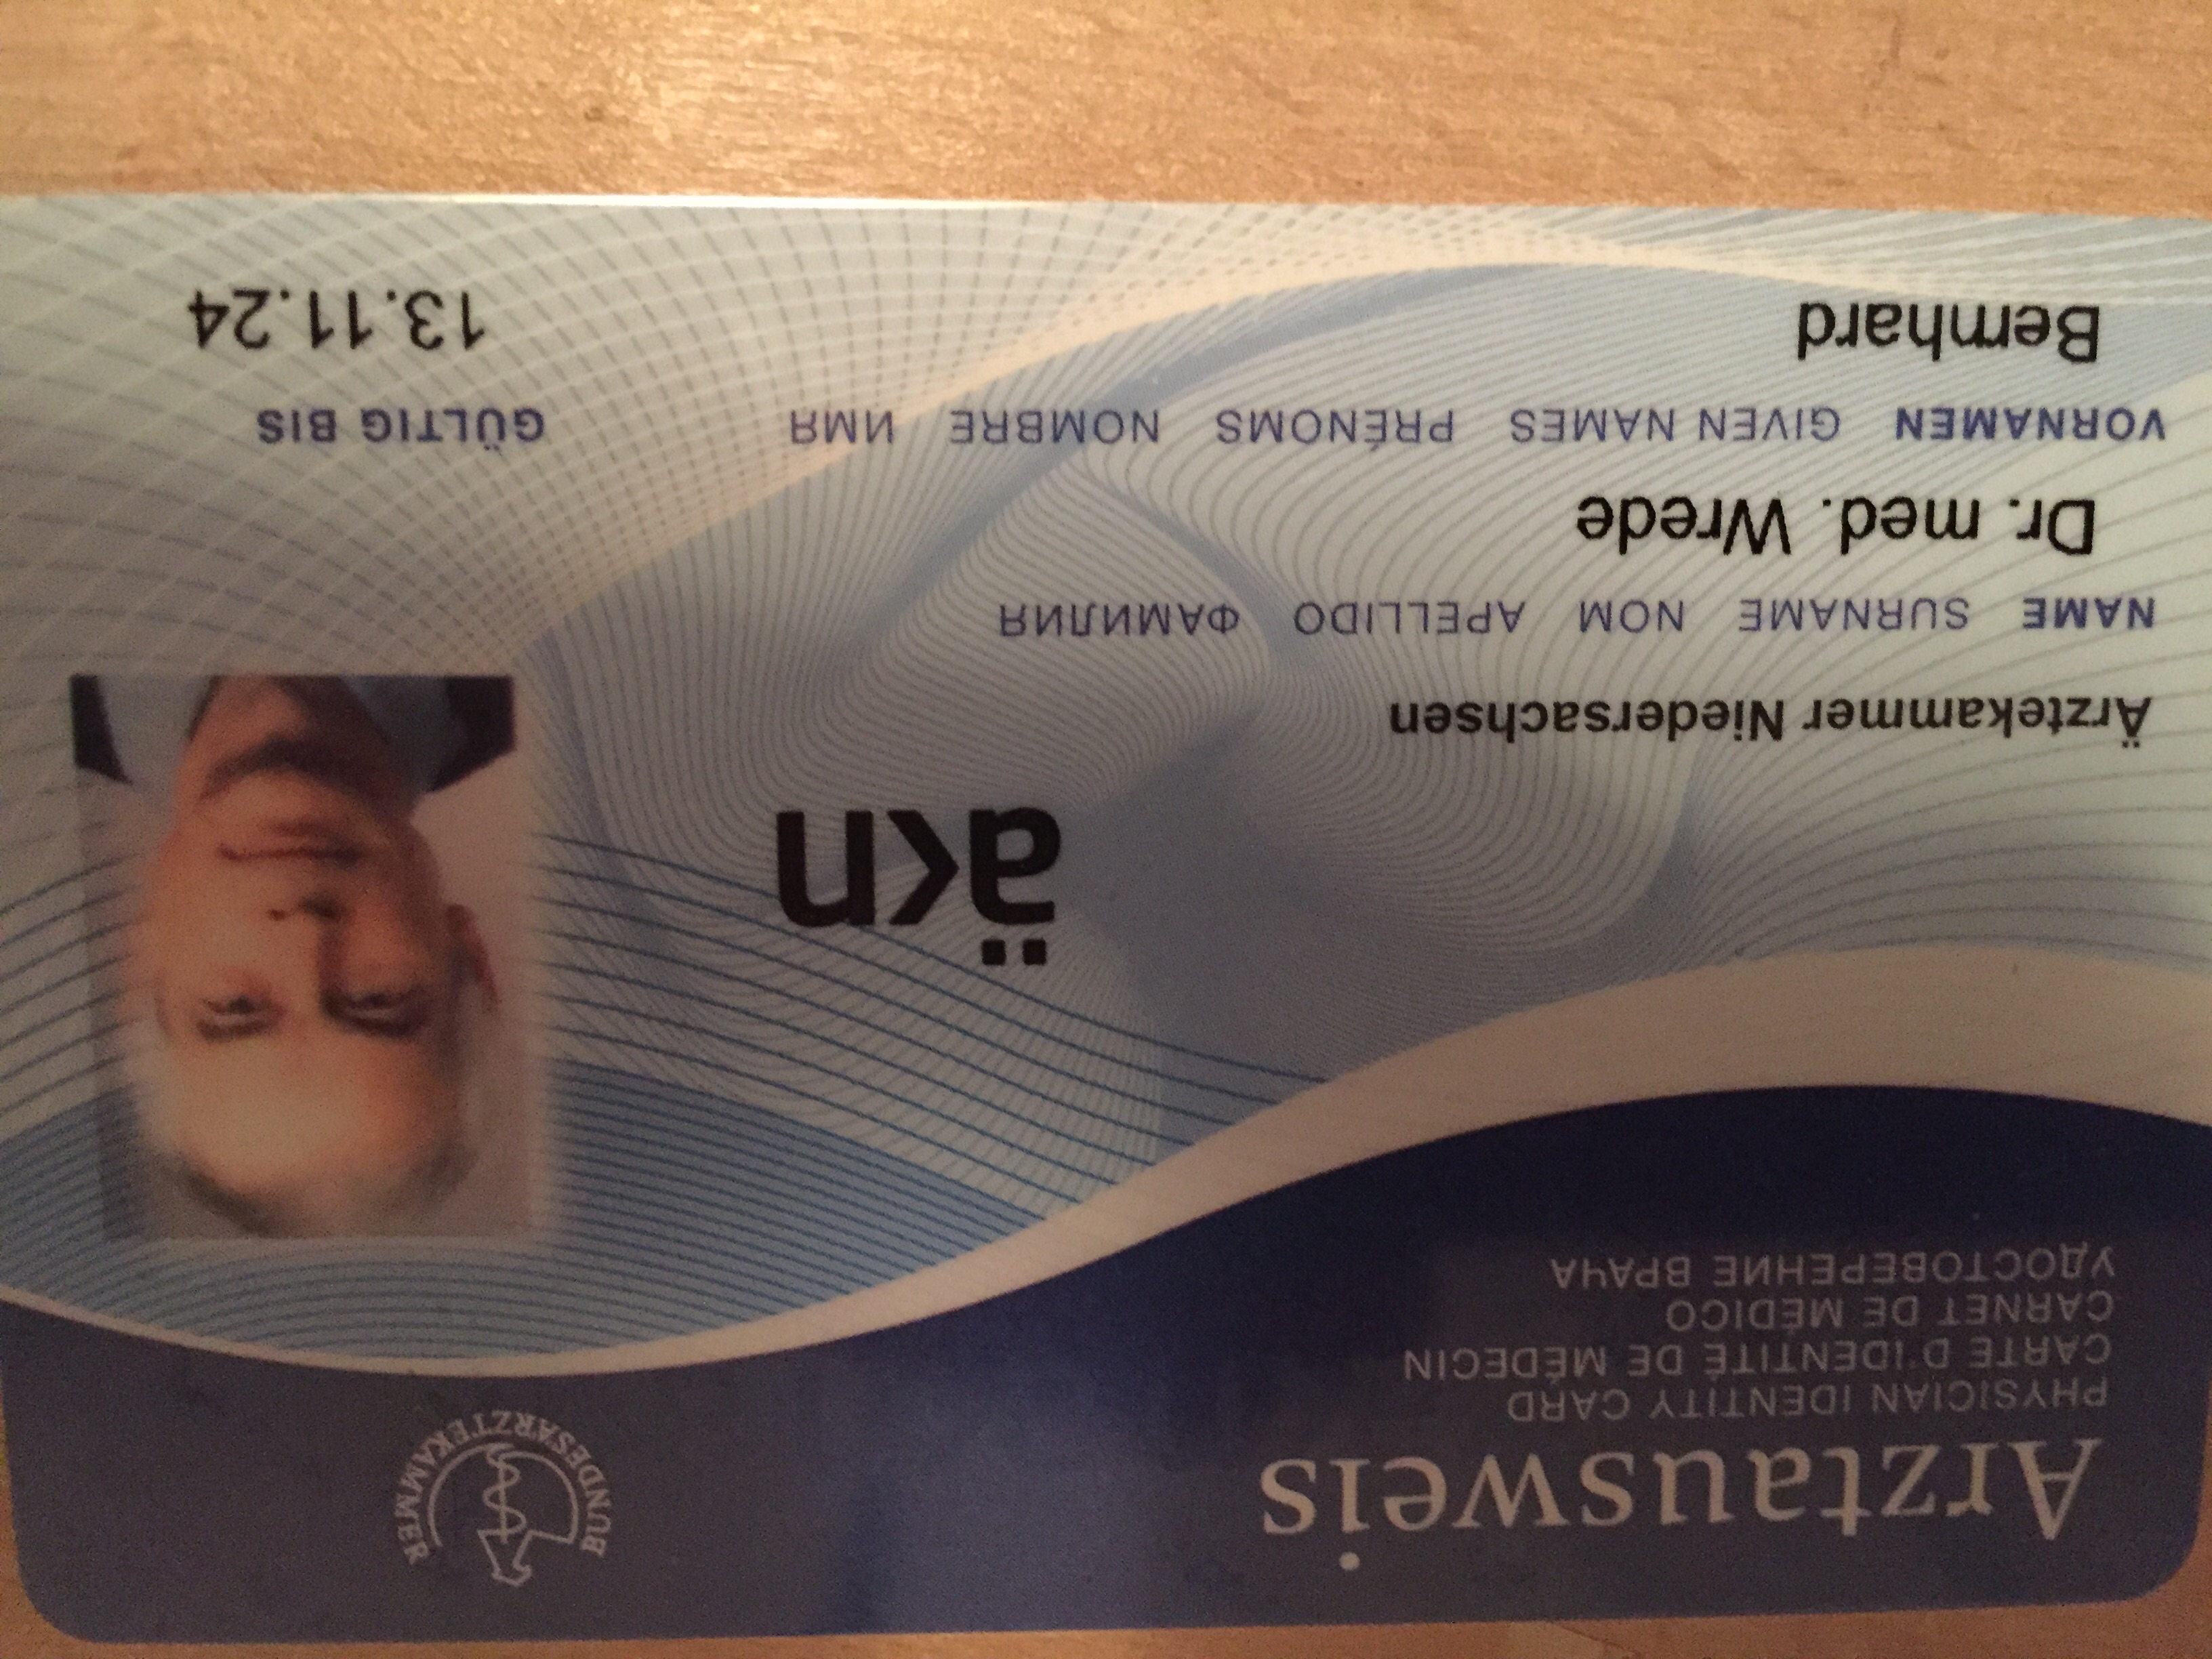 Arztausweis
PHYSICIAN IDENTITY CARD
CARTE D'IDENTITÉ DE MÉDECIN
CARNET DE MÉDICO
УДОСТОВЕРЕНИЕ ВРАЧА
BUNDESÄRZTEKAMMER
äkn
Ärztekammer Niedersachsen
NAME SURNAME NOM APELLIDO ФАМИЛИЯ
Dr. med. Wrede
VORNAMEN GIVEN NAMES PRÉNOMS NOMBRE ИМЯ GÜLTIG BIS
Bernhard 13.11.24